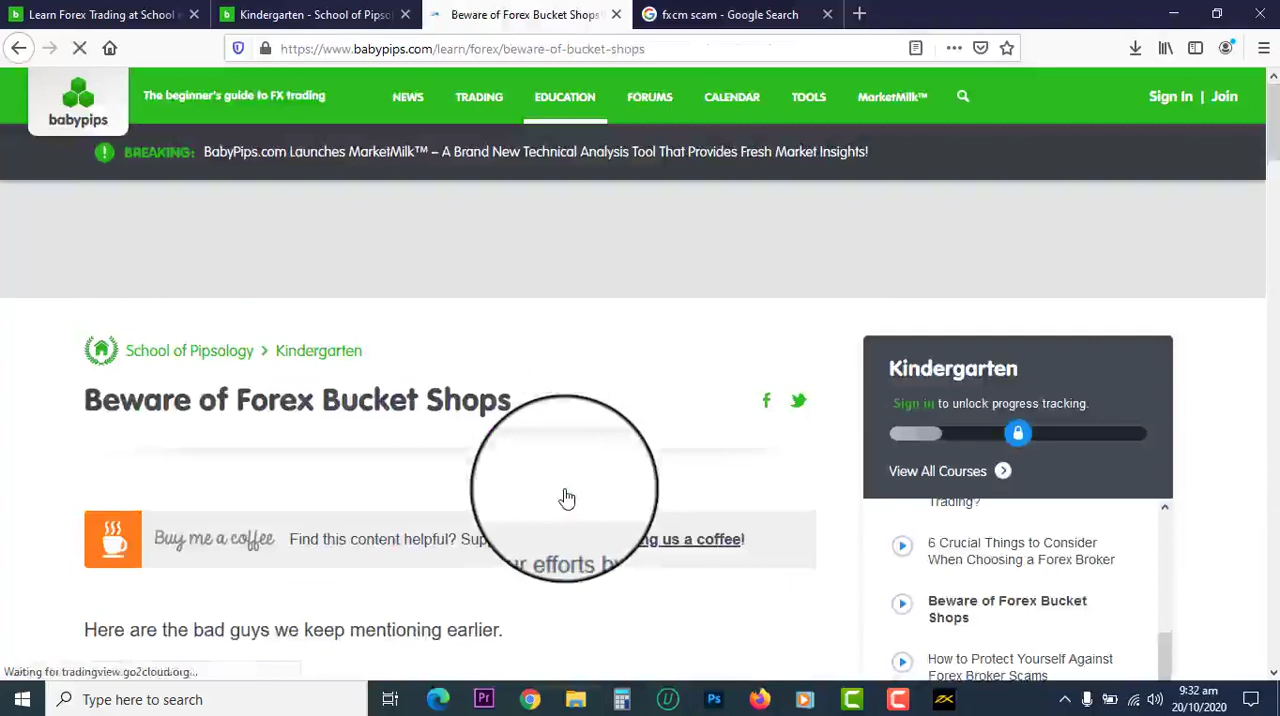 Learn Forex Trading at School o
Kindergarten - School of Pipsol
Beware of Forex Bucket Shops
fxcm scam - Google Search
https://www.babypips.com/learn/forex/beware-of-bucket-shops
babypips
The beginner's guide to FX trading
NEWS
TRADING
EDUCATION
FORUMS
CALENDAR
TOOLS
MarketMilk™
Sign In | Join
BREAKING: BabyPips.com Launches MarketMilk™ – A Brand New Technical Analysis Tool That Provides Fresh Market Insights!
School of Pipsology > Kindergarten
Beware of Forex Bucket Shops
Buy me a coffee
Find this content helpful? Sup
ng us a coffee!
ur efforts by
Here are the bad guys we keep mentioning earlier.
Kindergarten
Sign in to unlock progress tracking.
View All Courses
Trading?
6 Crucial Things to Consider
When Choosing a Forex Broker
Beware of Forex Bucket
Shops
How to Protect Yourself Against
Forex Broker Scams
Waiting for tradingview.go2cloud.org...
Type here to search
9:32 am
20/10/2020